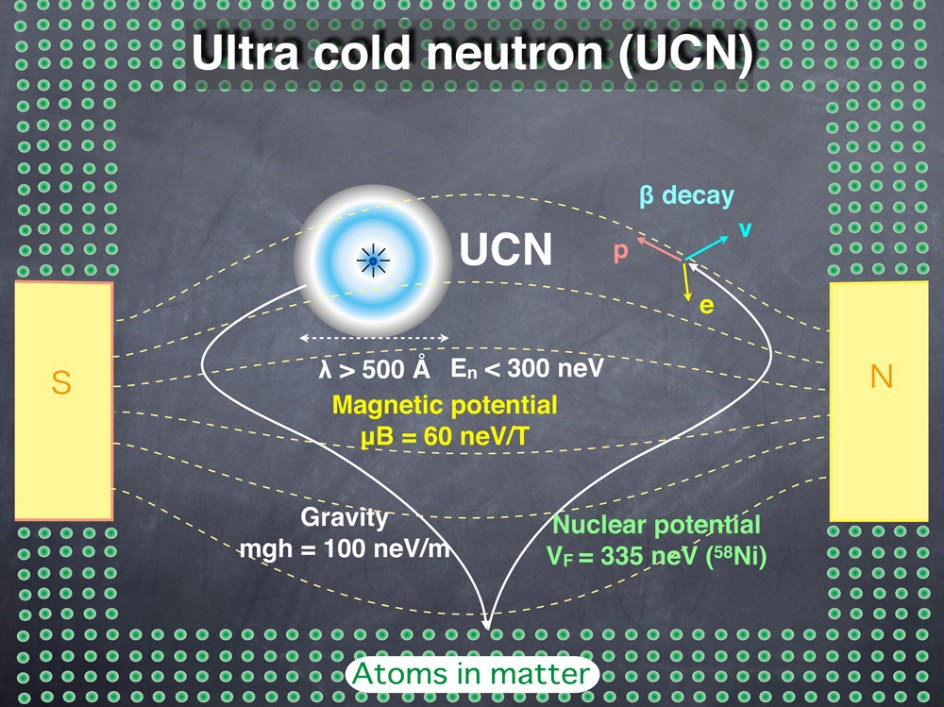 Ultra cold neutron (UCN)
β decay
ν
p
UCN
e
λ > 500 Å Eₙ < 300 neV
S
N
Magnetic potential
μB = 60 neV/T
Gravity
mgh = 100 neV/m
Nuclear potential
V_F = 335 neV (⁵⁸Ni)
Atoms in matter